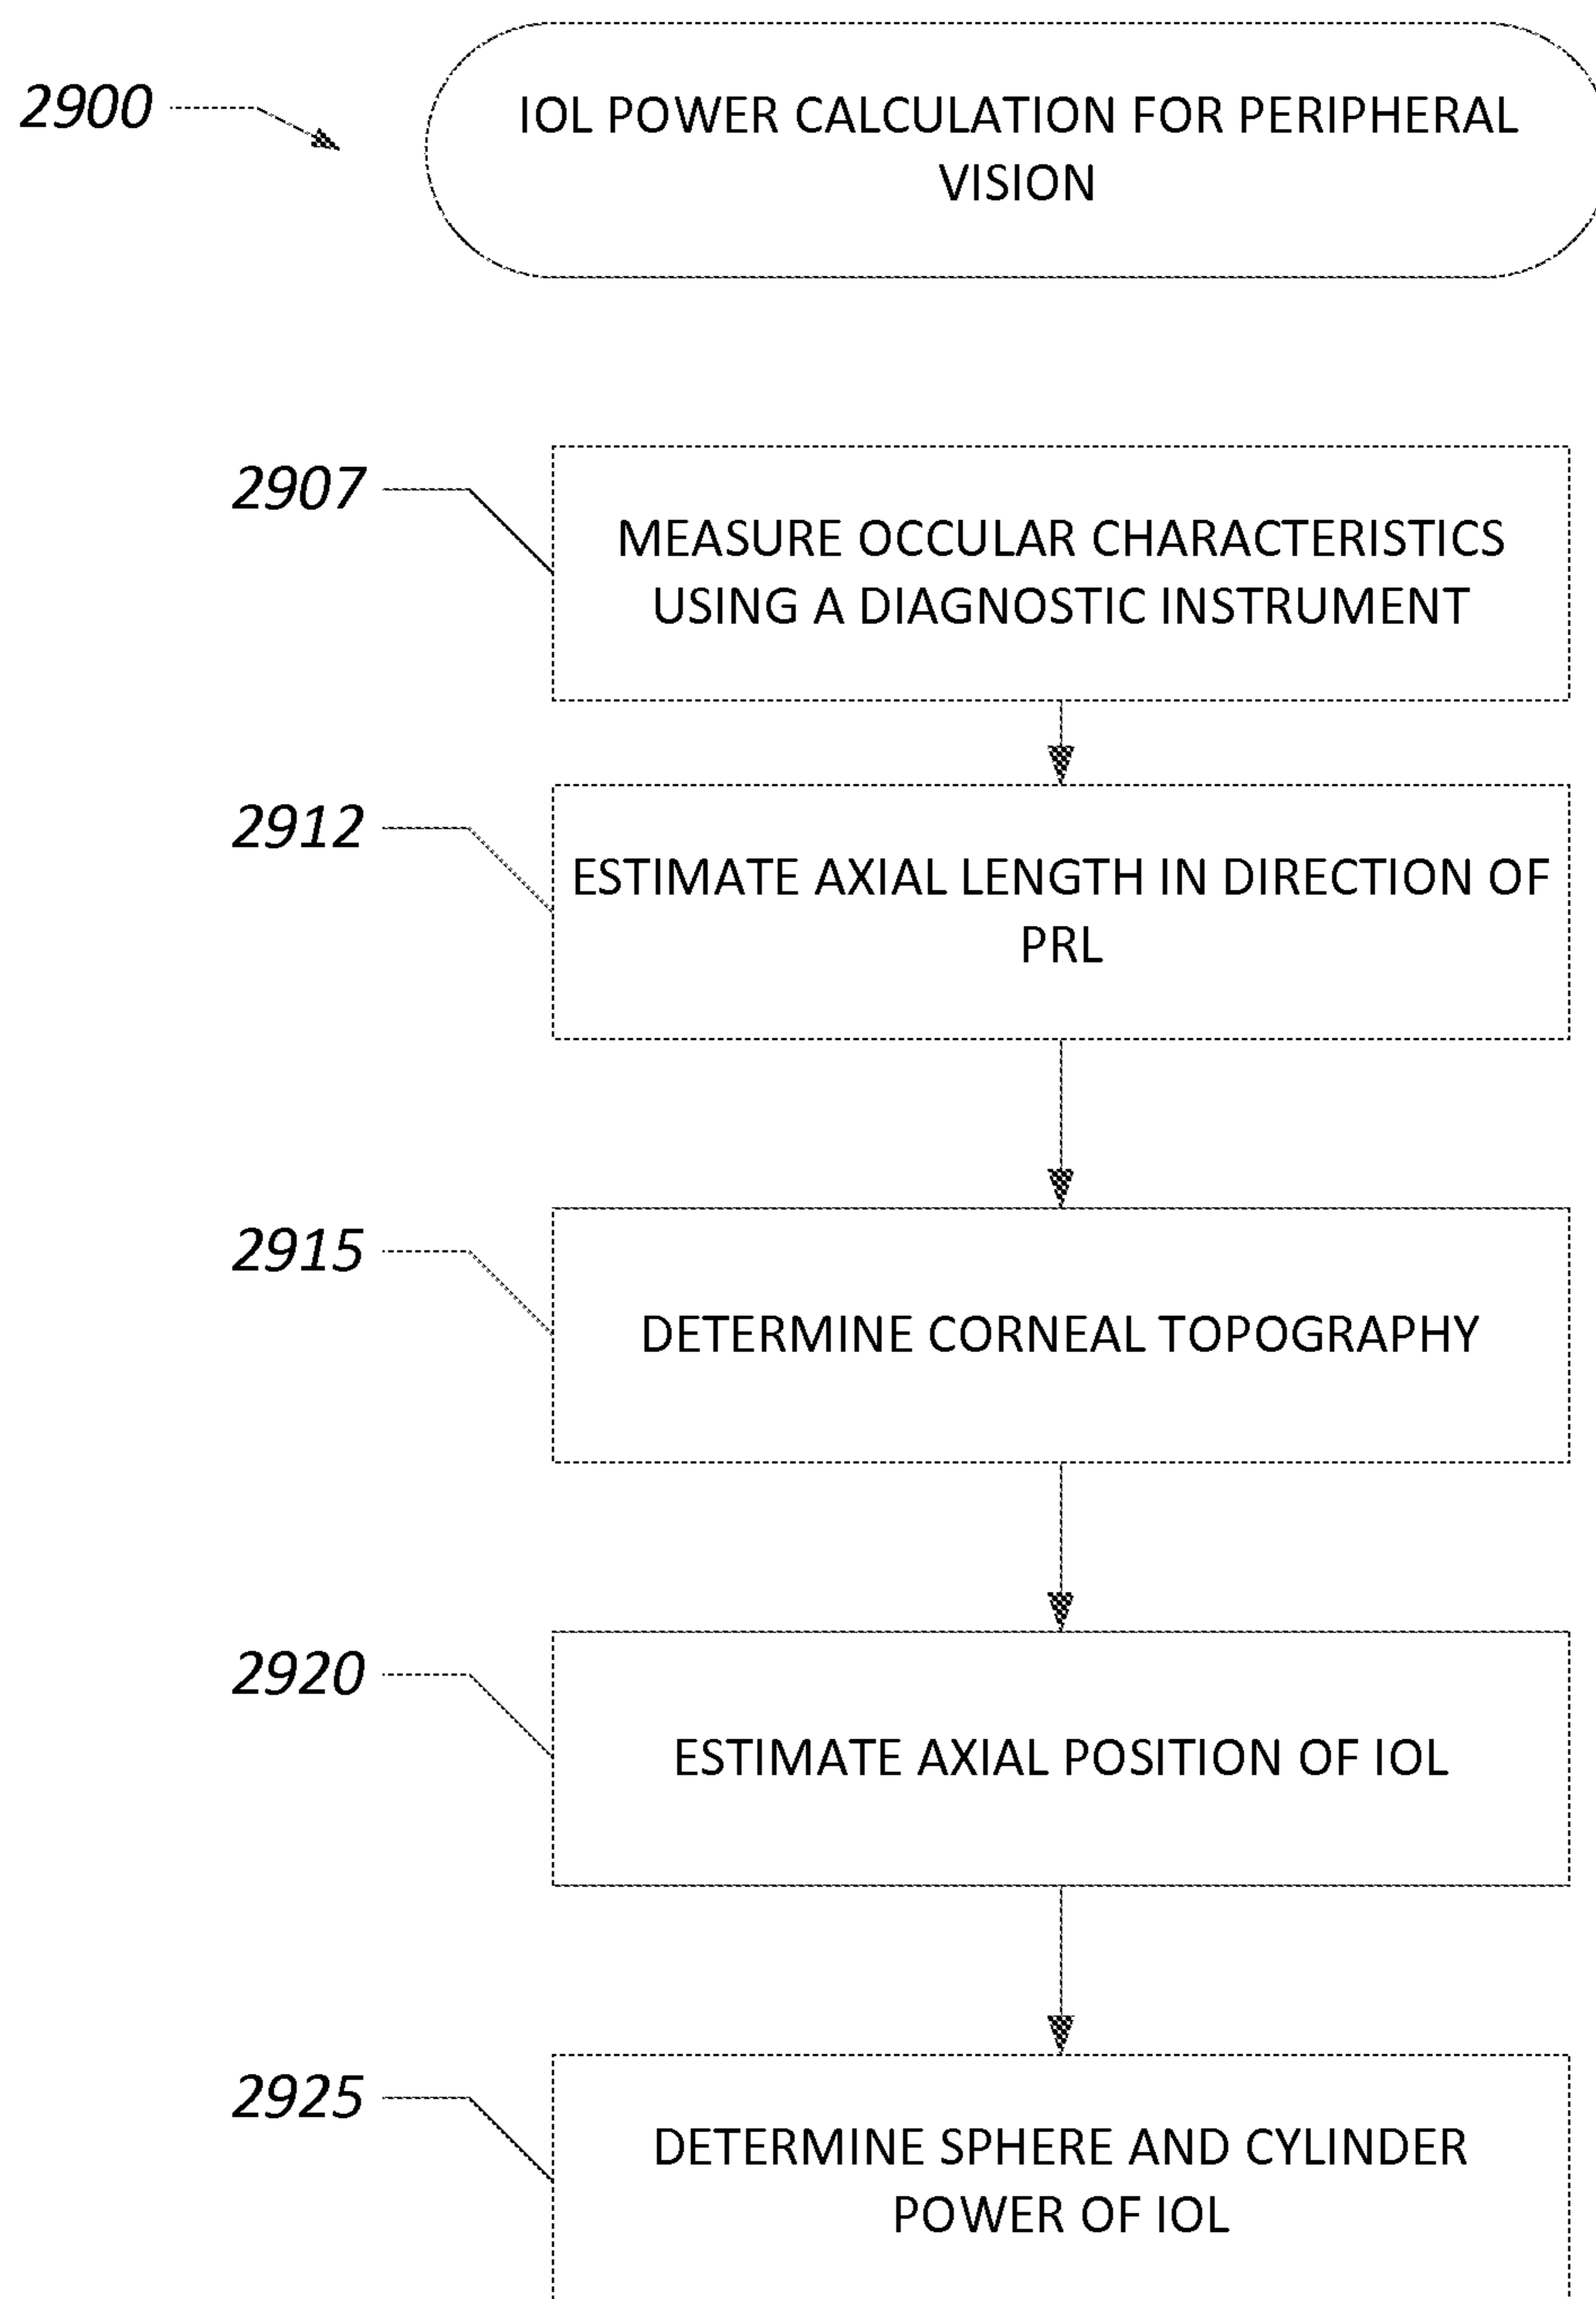 2900
IOL POWER CALCULATION FOR PERIPHERAL
VISION
2907
MEASURE OCCULAR CHARACTERISTICS
USING A DIAGNOSTIC INSTRUMENT
2912
ESTIMATE AXIAL LENGTH IN DIRECTION OF
PRL
2915
DETERMINE CORNEAL TOPOGRAPHY
2920
ESTIMATE AXIAL POSITION OF IOL
2925
DETERMINE SPHERE AND CYLINDER
POWER OF IOL